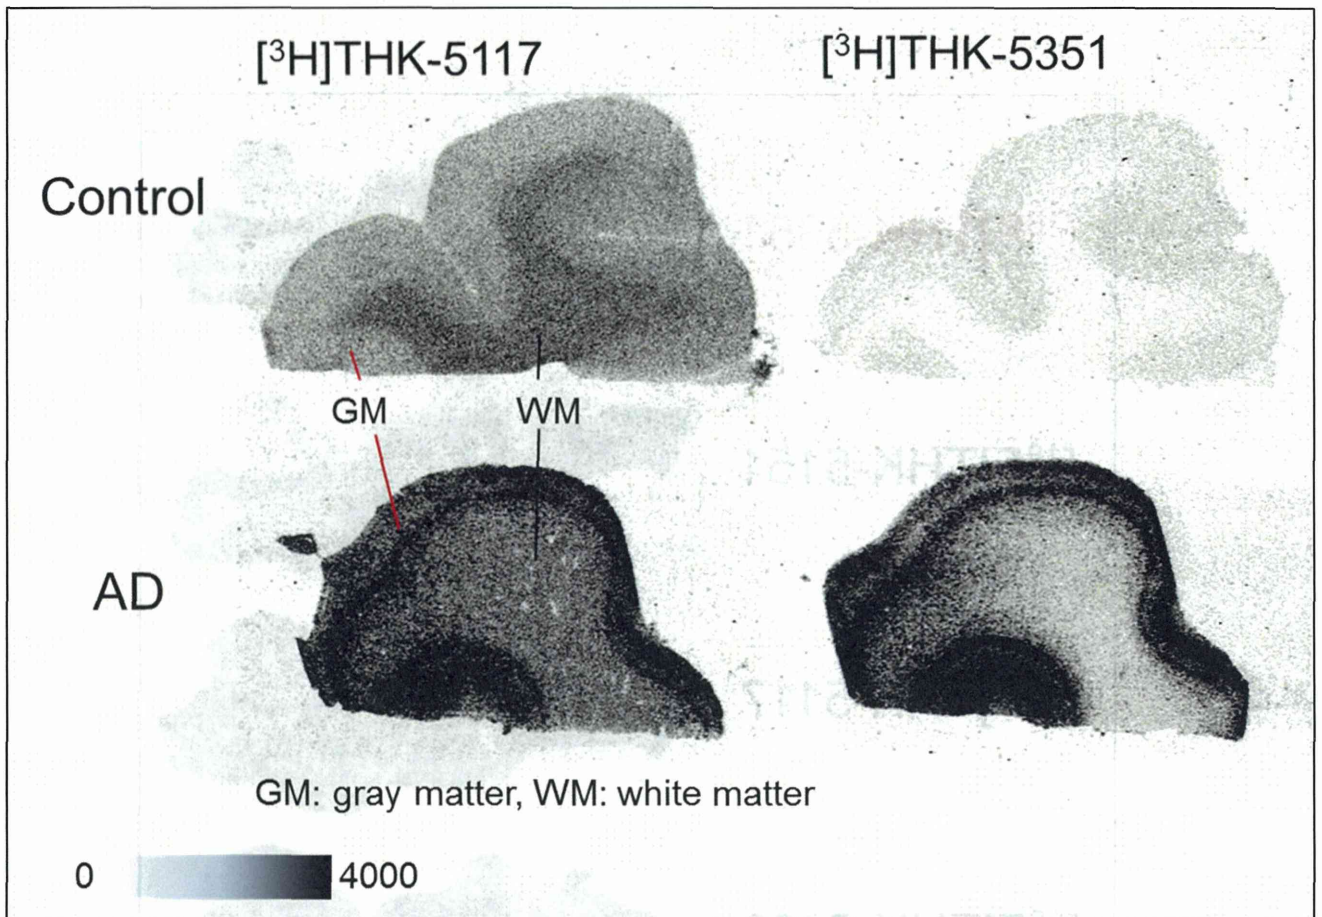 [³H]THK-5117 [³H]THK-5351
Control
GM WM
AD
GM: gray matter, WM: white matter
0 4000